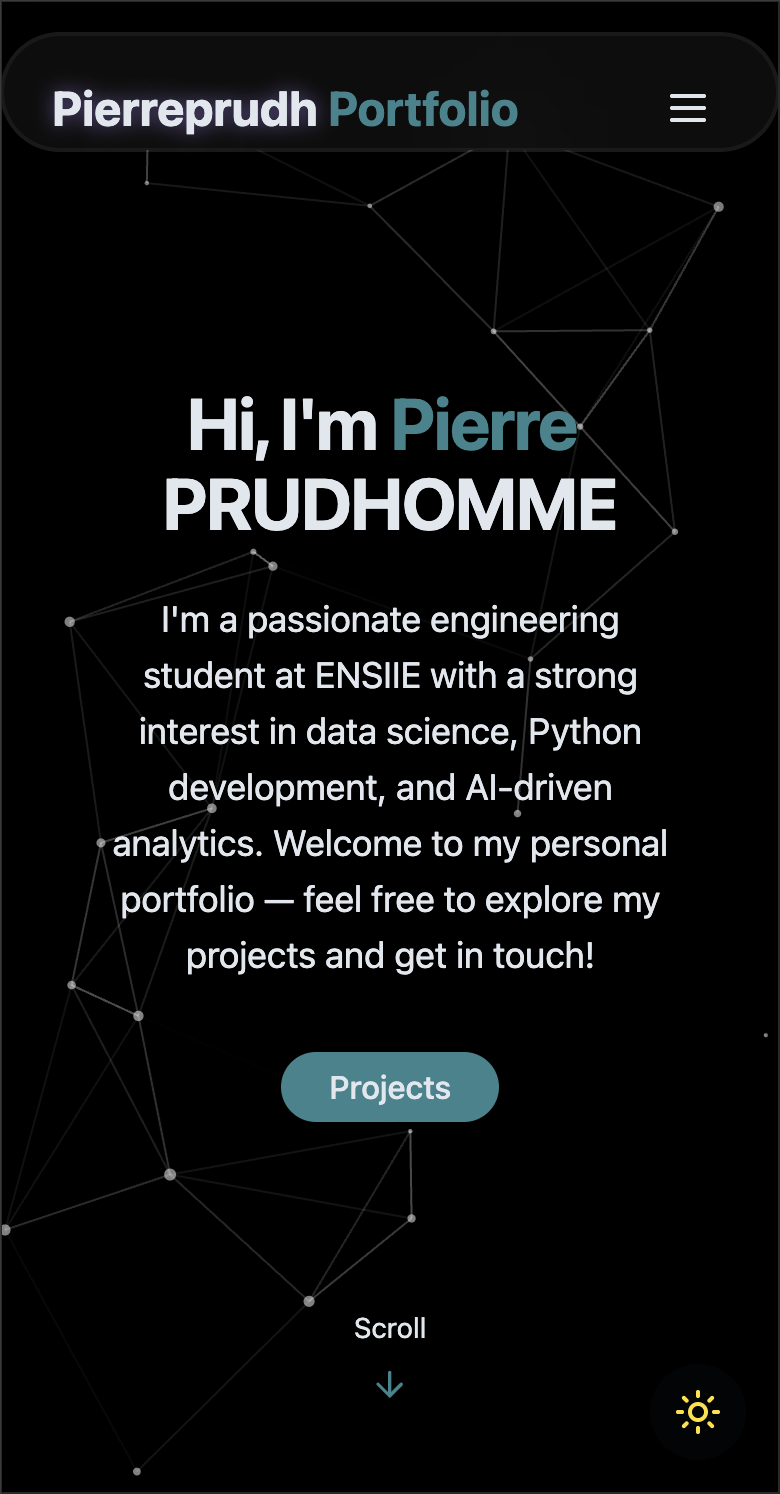 Pierreprudh Portfolio
Hi, I'm Pierre
PRUDHOMME
I'm a passionate engineering
student at ENSIIE with a strong
interest in data science, Python
development, and AI-driven
analytics. Welcome to my personal
portfolio — feel free to explore my
projects and get in touch!
Projects
Scroll